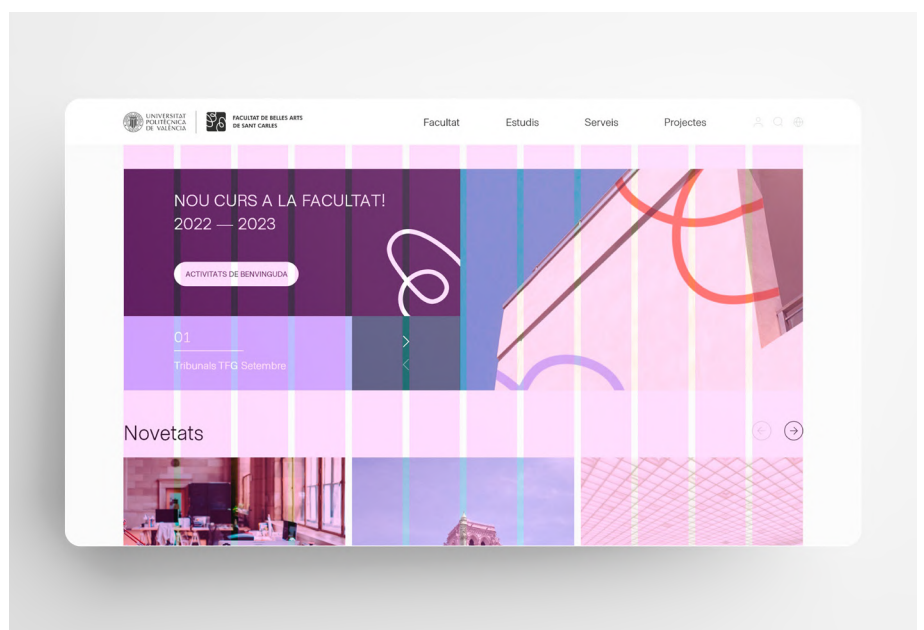 UNIVERSITAT
POLITÈCNICA
DE VALÈNCIA
FACULTAT DE BELLES ARTS
DE SANT CARLES
Facultat
Estudis
Serveis
Projectes
NOU CURS A LA FACULTAT!
2022 — 2023
ACTIVITATS DE BENVINGUDA
01
Tribunals TFG Setembre
Novetats